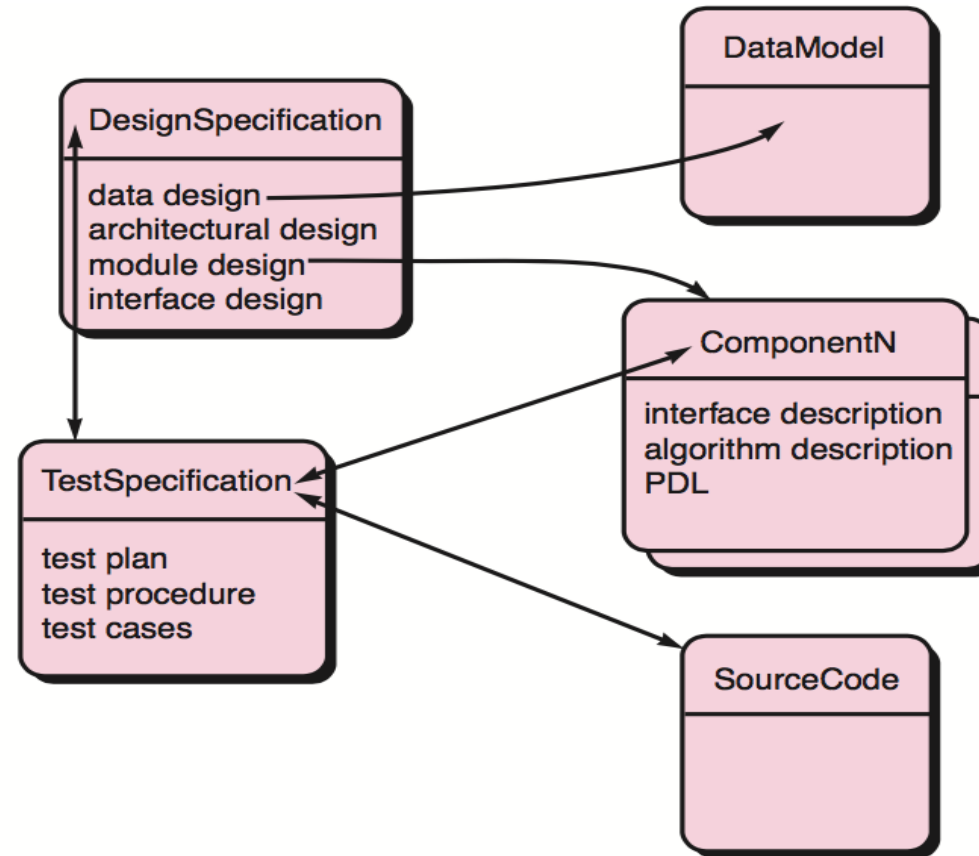 DataModel
DesignSpecification
data design
architectural design
module design
interface design
ComponentN
interface description
algorithm description
PDL
TestSpecification
test plan
test procedure
test cases
SourceCode